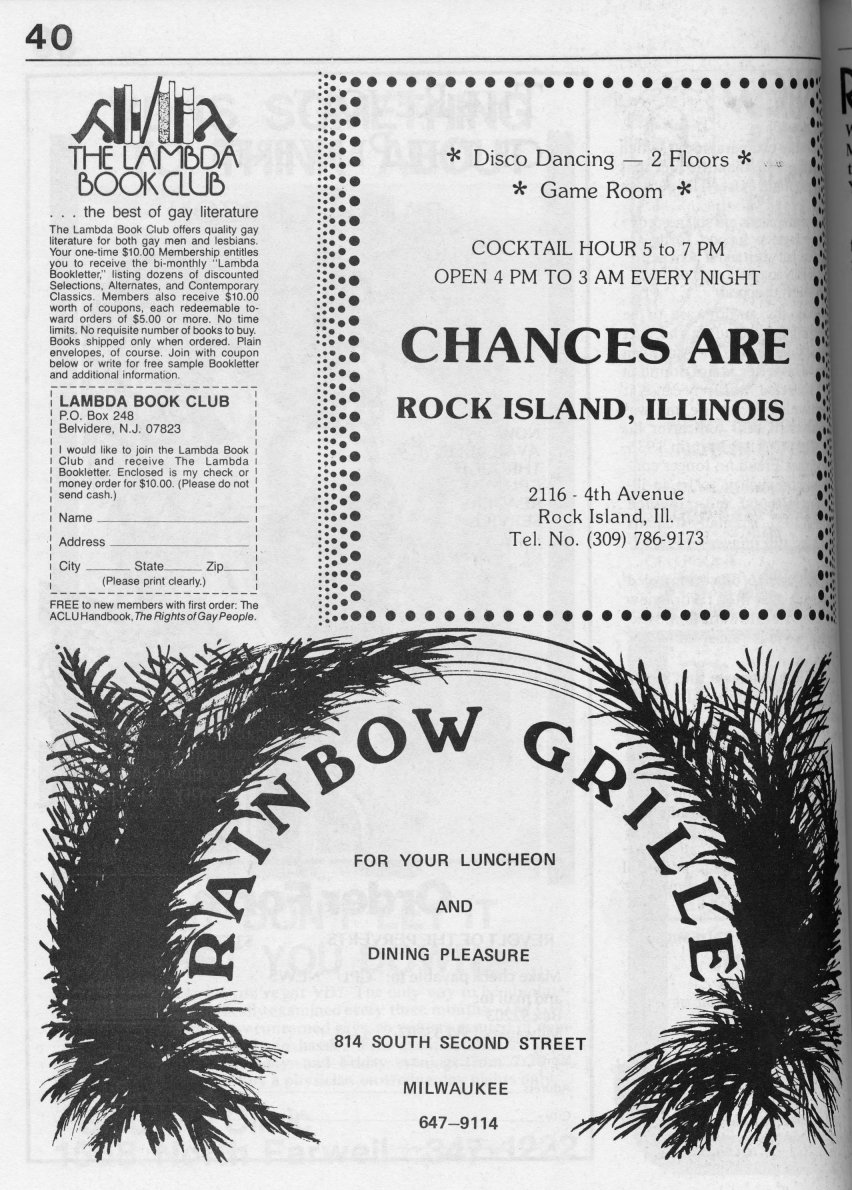 40
THE LAMBDA
BOOK CLUB
. . . the best of gay literature
The Lambda Book Club offers quality gay
literature for both gay men and lesbians.
Your one-time $10.00 Membership entitles
you to receive the bi-monthly "Lambda
Bookletter," listing dozens of discounted
Selections, Alternates, and Contemporary
Classics. Members also receive $10.00
worth of coupons, each redeemable to-
ward orders of $5.00 or more. No time
limits. No requisite number of books to buy.
Books shipped only when ordered. Plain
envelopes, of course. Join with coupon
below or write for free sample Bookletter
and additional information.
LAMBDA BOOK CLUB
P.O. Box 248
Belvidere, N.J. 07823
I would like to join the Lambda Book
Club and receive The Lambda
Bookletter. Enclosed is my check or
money order for $10.00. (Please do not
send cash.)
Name
Address
City State Zip
(Please print clearly.)
FREE to new members with first order: The
ACLU Handbook, The Rights of Gay People.
* Disco Dancing — 2 Floors *
* Game Room *
COCKTAIL HOUR 5 to 7 PM
OPEN 4 PM TO 3 AM EVERY NIGHT
CHANCES ARE
ROCK ISLAND, ILLINOIS
2116 - 4th Avenue
Rock Island, Ill.
Tel. No. (309) 786-9173
RAINBOW GRILLE
FOR YOUR LUNCHEON
AND
DINING PLEASURE
814 SOUTH SECOND STREET
MILWAUKEE
647–9114